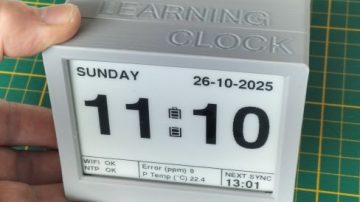 LEARNING
CLOCK
SUNDAY 26-10-2025
11:10
WIFI OK
NTP OK
Error (ppm) 0
P Temp (°C) 22.4
NEXT SYNC
13:01